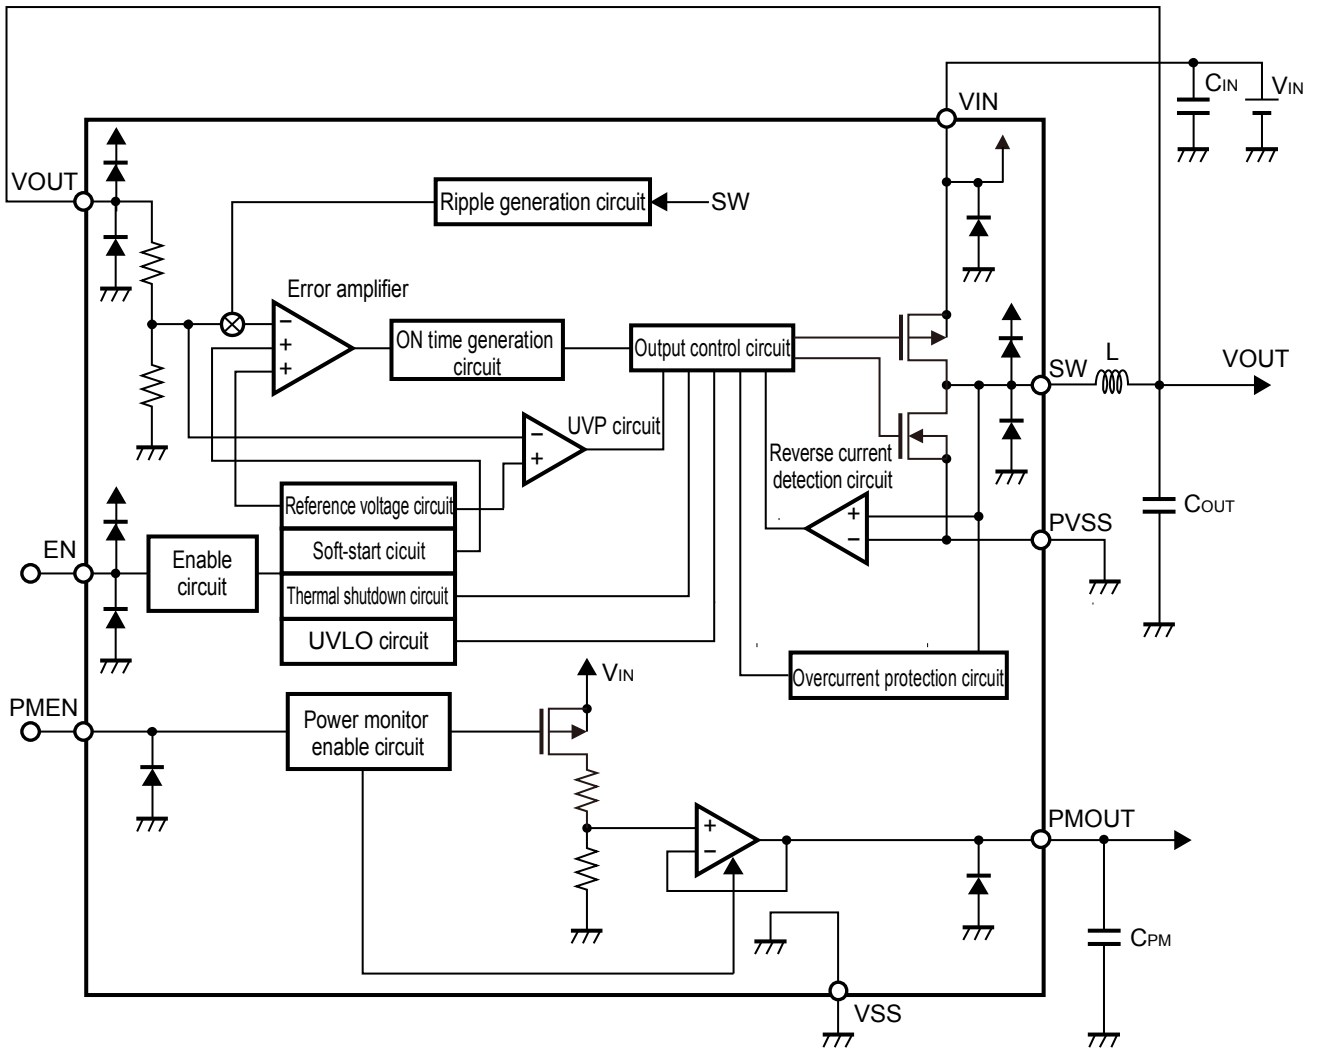 CIN
VIN
VIN
VOUT
Ripple generation circuit
SW
Error amplifier
−
+
+
ON time generation
circuit
Output control circuit
SW
L
VOUT
UVP circuit
−
+
Reverse current
detection circuit
+
−
Reference voltage circuit
Soft-start cicuit
Thermal shutdown circuit
UVLO circuit
EN
Enable
circuit
PVSS
COUT
Overcurrent protection circuit
VIN
PMEN
Power monitor
enable circuit
+
−
PMOUT
CPM
VSS